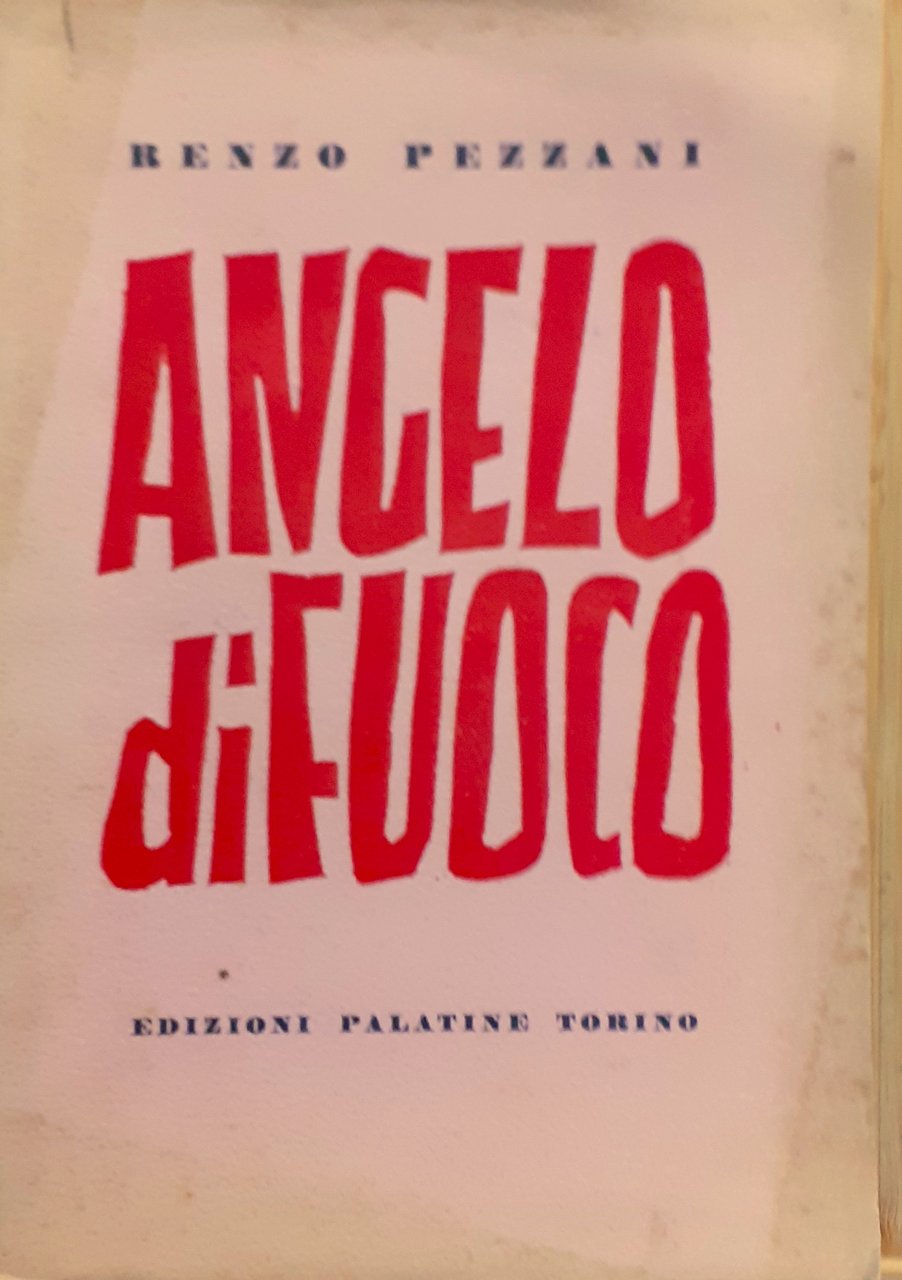 RENZO PEZZANI
ANGELO
di FUOCO
EDIZIONI PALATINE TORINO